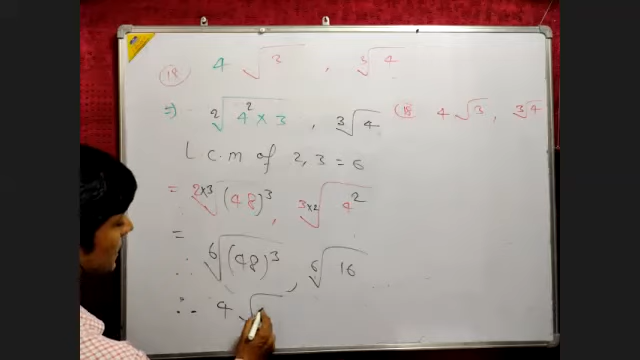 (18) 4 √3 , ³√4
⇒) ²√4² × 3 , ³√4 (18) 4 √3 , ³√4
L.C.m of 2, 3 = 6
= ²ˣ³√(48)³ , ³ˣ²√4²
=
∴ ⁶√(48)³ , ⁶√16
∴ 4 √